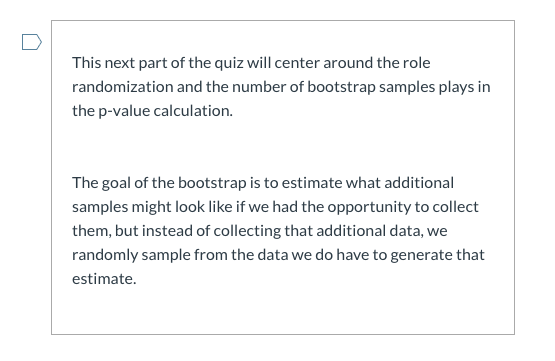 This next part of the quiz will center around the role
randomization and the number of bootstrap samples plays in
the p-value calculation.
The goal of the bootstrap is to estimate what additional
samples might look like if we had the opportunity to collect
them, but instead of collecting that additional data, we
randomly sample from the data we do have to generate that
estimate.